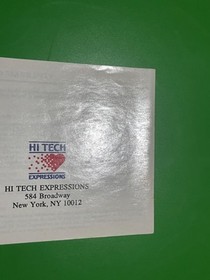 HI TECH
EXPRESSIONS
HI TECH EXPRESSIONS
584 Broadway
New York, NY 10012